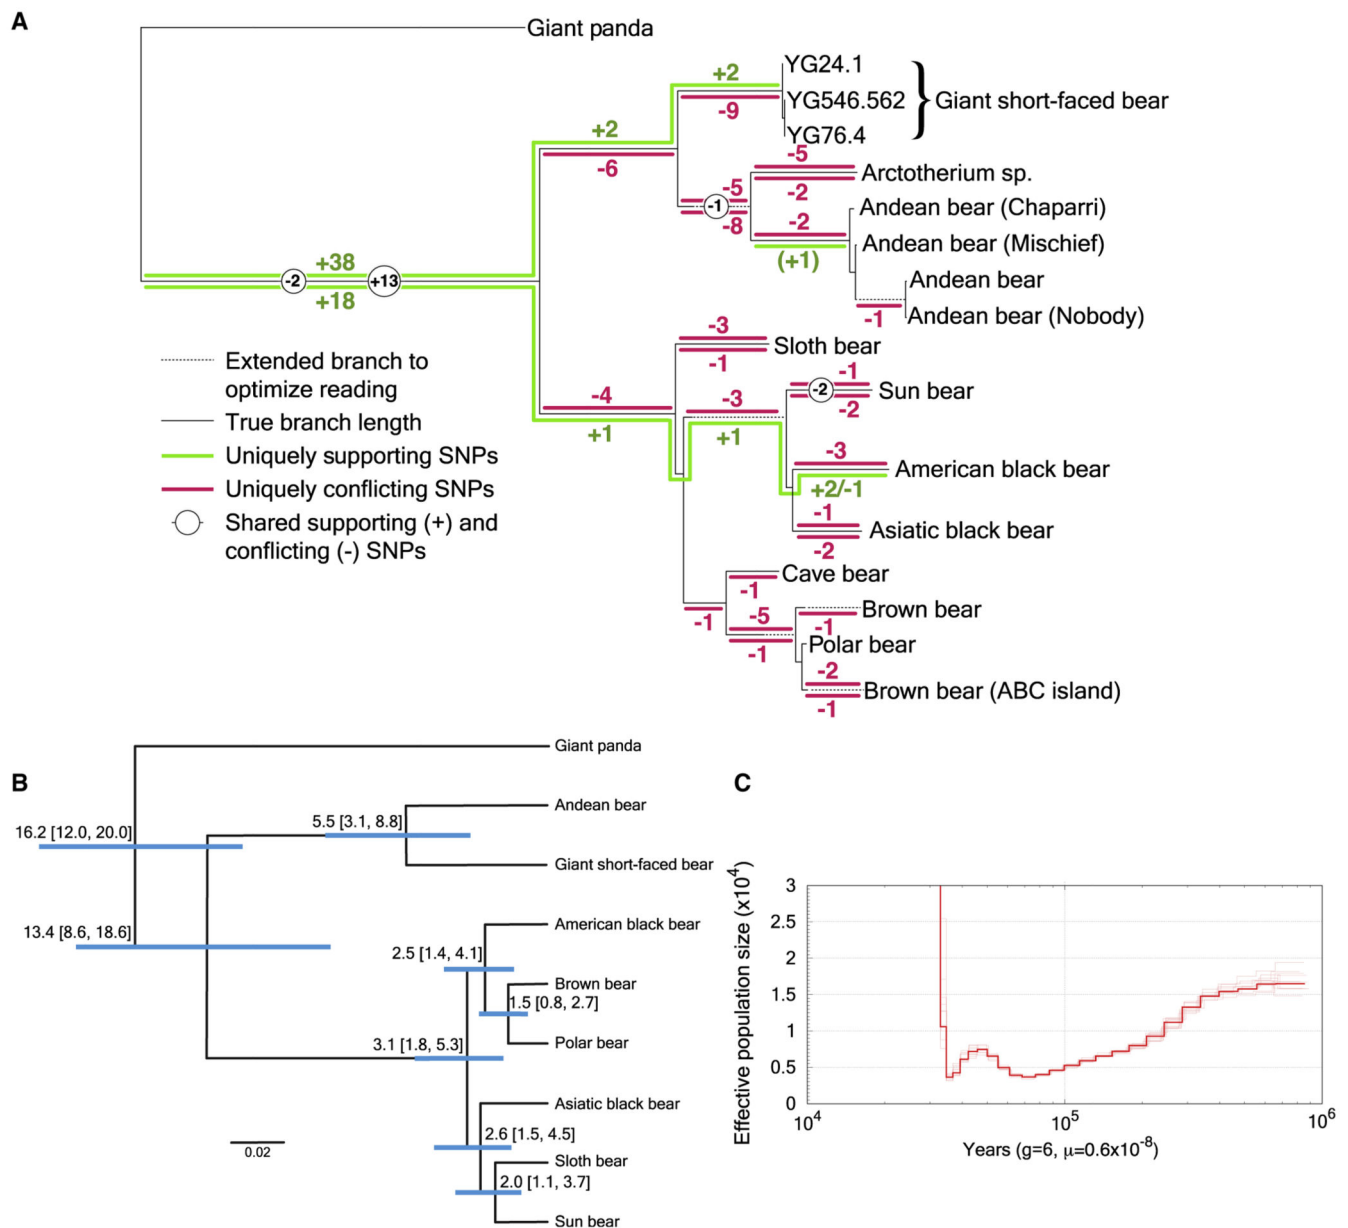 A
Giant panda
YG24.1
YG546.562
YG76.4
Giant short-faced bear
+2
-9
+2
-6
-5
-2
Arctotherium sp.
-5
-1
-8
-2
(+1)
Andean bear (Chaparri)
Andean bear (Mischief)
Andean bear
Andean bear (Nobody)
-1
+38
-2
+13
+18
Extended branch to
optimize reading
True branch length
Uniquely supporting SNPs
Uniquely conflicting SNPs
Shared supporting (+) and
conflicting (-) SNPs
-3
-1
Sloth bear
-4
+1
-3
+1
-1
-2
-2
Sun bear
-3
+2/-1
American black bear
-1
-2
Asiatic black bear
Cave bear
-1
-1
-5
-1
Brown bear
-1
Polar bear
-2
-1
Brown bear (ABC island)
B
Giant panda
Andean bear
5.5 [3.1, 8.8]
16.2 [12.0, 20.0]
Giant short-faced bear
American black bear
13.4 [8.6, 18.6]
2.5 [1.4, 4.1]
Brown bear
1.5 [0.8, 2.7]
Polar bear
3.1 [1.8, 5.3]
Asiatic black bear
2.6 [1.5, 4.5]
0.02
Sloth bear
2.0 [1.1, 3.7]
Sun bear
C
Effective population size (x10⁴)
3
2.5
2
1.5
1
0.5
0
10⁴
10⁵
10⁶
Years (g=6, μ=0.6x10⁻⁸)